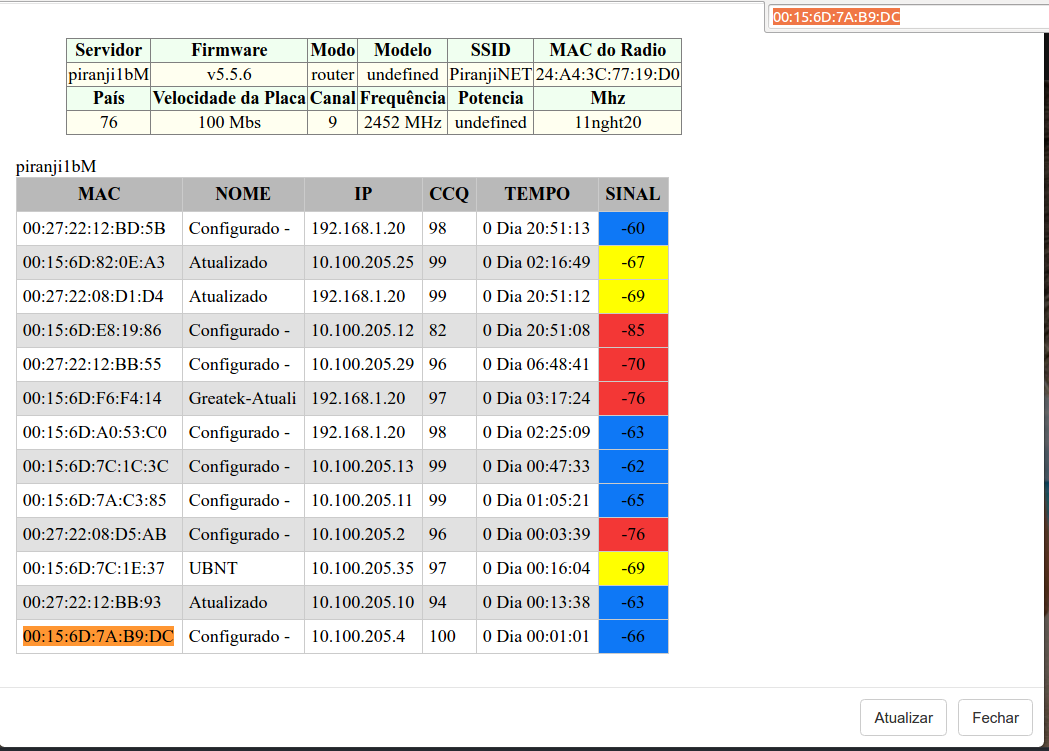 00:15:6D:7A:B9:DC
Servidor Firmware Modo Modelo SSID MAC do Radio
piranji1bM v5.5.6 router undefined PiranjiNET 24:A4:3C:77:19:D0
País Velocidade da Placa Canal Frequência Potencia Mhz
76 100 Mbs 9 2452 MHz undefined 11nght20
piranji1bM
MAC NOME IP CCQ TEMPO SINAL
00:27:22:12:BD:5B Configurado - 192.168.1.20 98 0 Dia 20:51:13 -60
00:15:6D:82:0E:A3 Atualizado 10.100.205.25 99 0 Dia 02:16:49 -67
00:27:22:08:D1:D4 Atualizado 192.168.1.20 99 0 Dia 20:51:12 -69
00:15:6D:E8:19:86 Configurado - 10.100.205.12 82 0 Dia 20:51:08 -85
00:27:22:12:BB:55 Configurado - 10.100.205.29 96 0 Dia 06:48:41 -70
00:15:6D:F6:F4:14 Greatek-Atuali 192.168.1.20 97 0 Dia 03:17:24 -76
00:15:6D:A0:53:C0 Configurado - 192.168.1.20 98 0 Dia 02:25:09 -63
00:15:6D:7C:1C:3C Configurado - 10.100.205.13 99 0 Dia 00:47:33 -62
00:15:6D:7A:C3:85 Configurado - 10.100.205.11 99 0 Dia 01:05:21 -65
00:27:22:08:D5:AB Configurado - 10.100.205.2 96 0 Dia 00:03:39 -76
00:15:6D:7C:1E:37 UBNT 10.100.205.35 97 0 Dia 00:16:04 -69
00:27:22:12:BB:93 Atualizado 10.100.205.10 94 0 Dia 00:13:38 -63
00:15:6D:7A:B9:DC Configurado - 10.100.205.4 100 0 Dia 00:01:01 -66
Atualizar Fechar